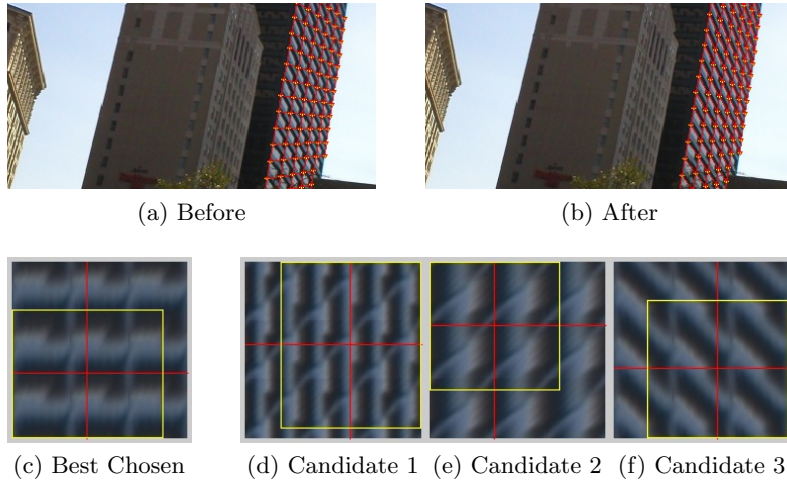 (a) Before
(b) After
(c) Best Chosen
(d) Candidate 1
(e) Candidate 2
(f) Candidate 3